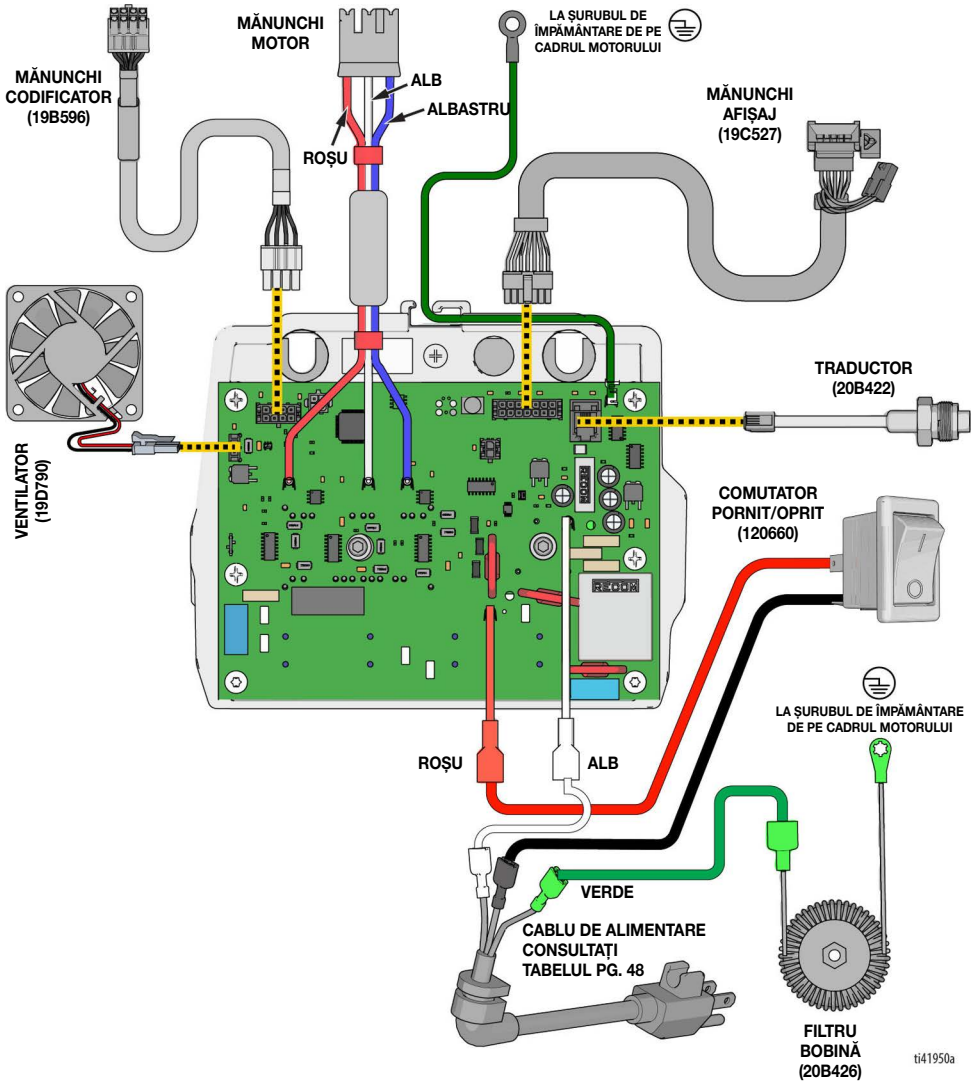 MĂNUNCHI
MOTOR
LA ȘURUBUL DE
ÎMPĂMÂNTARE DE PE
CADRUL MOTORULUI
MĂNUNCHI
CODIFICATOR
(19B596)
ALB
ALBASTRU
ROȘU
MĂNUNCHI
AFIȘAJ
(19C527)
VENTILATOR
(19D790)
TRADUCTOR
(20B422)
COMUTATOR
PORNIT/OPRIT
(120660)
RECOM
RECOM
LA ȘURUBUL DE ÎMPĂMÂNTARE
DE PE CADRUL MOTORULUI
ROȘU
ALB
VERDE
CABLU DE ALIMENTARE
CONSULTAȚI
TABELUL PG. 48
FILTRU
BOBINĂ
(20B426)
ti41950a